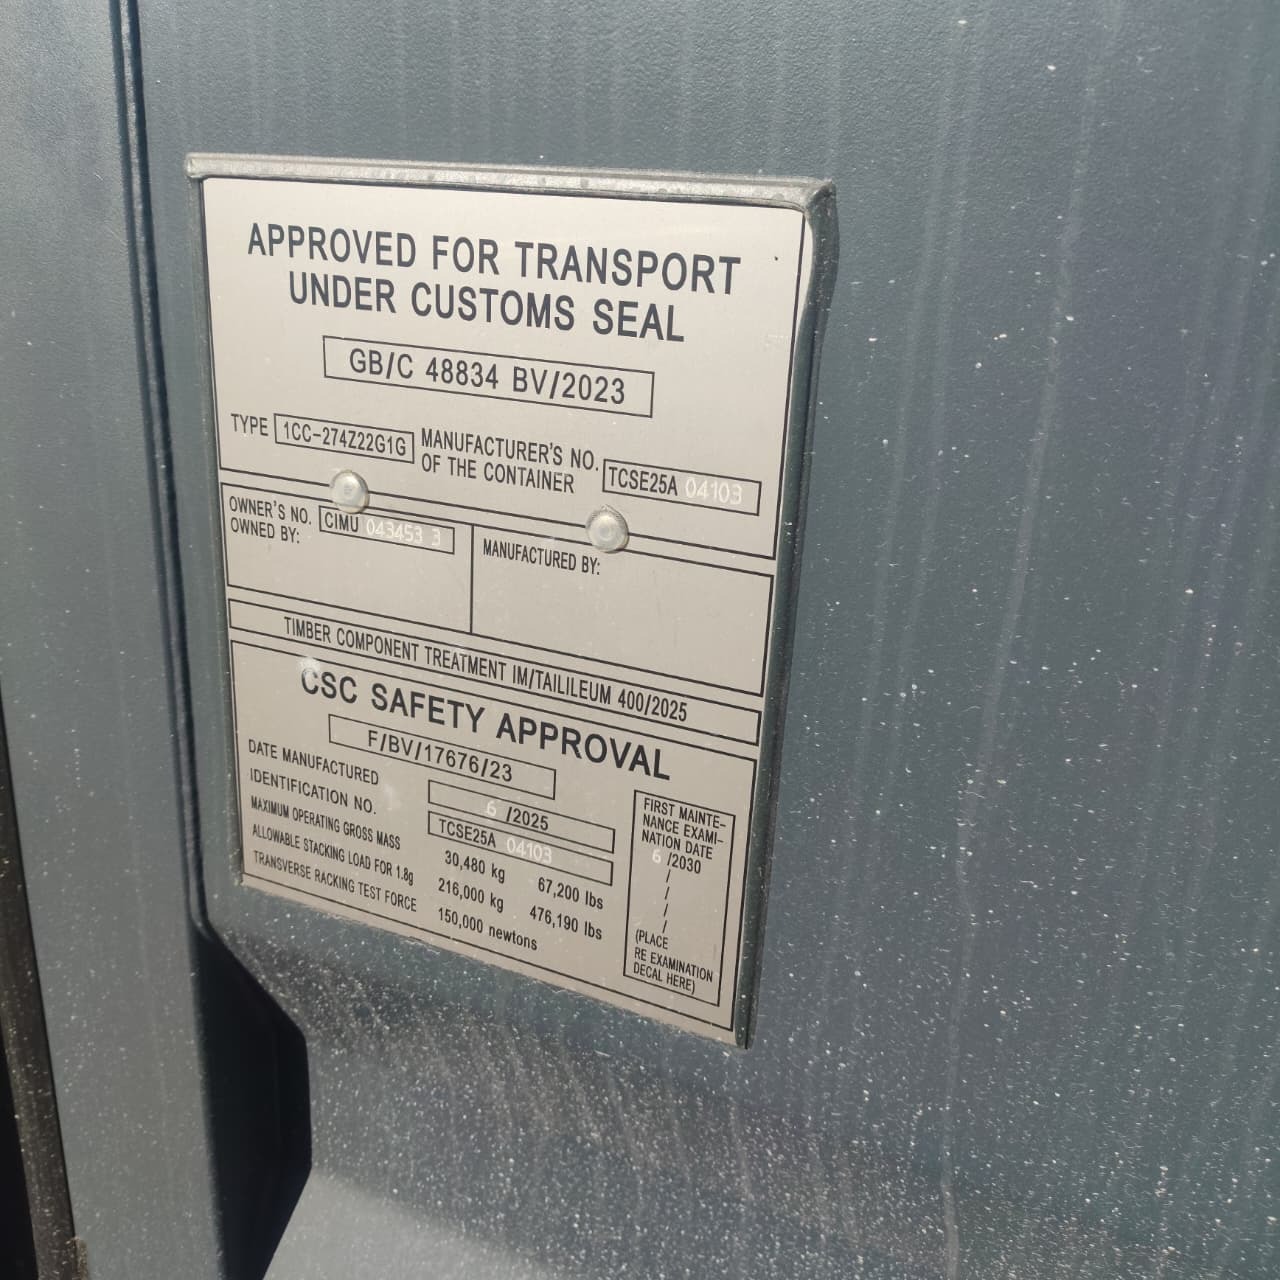 APPROVED FOR TRANSPORT
UNDER CUSTOMS SEAL
GB/C 48834 BV/2023
TYPE 1CC-274Z22G1G MANUFACTURER'S NO. OF THE CONTAINER TCSE25A 04103
OWNER'S NO. CIMU 043453 3
OWNED BY:
MANUFACTURED BY:
TIMBER COMPONENT TREATMENT IM/TAILILEUM 400/2025
CSC SAFETY APPROVAL
F/BV/17676/23
DATE MANUFACTURED 6 /2025
IDENTIFICATION NO. TCSE25A 04103
MAXIMUM OPERATING GROSS MASS 30,480 kg 67,200 lbs
ALLOWABLE STACKING LOAD FOR 1.8g 216,000 kg 476,190 lbs
TRANSVERSE RACKING TEST FORCE 150,000 newtons
FIRST MAINTE-
NANCE EXAMI-
NATION DATE
6 /2030
/
/
/
/
(PLACE
RE EXAMINATION
DECAL HERE)